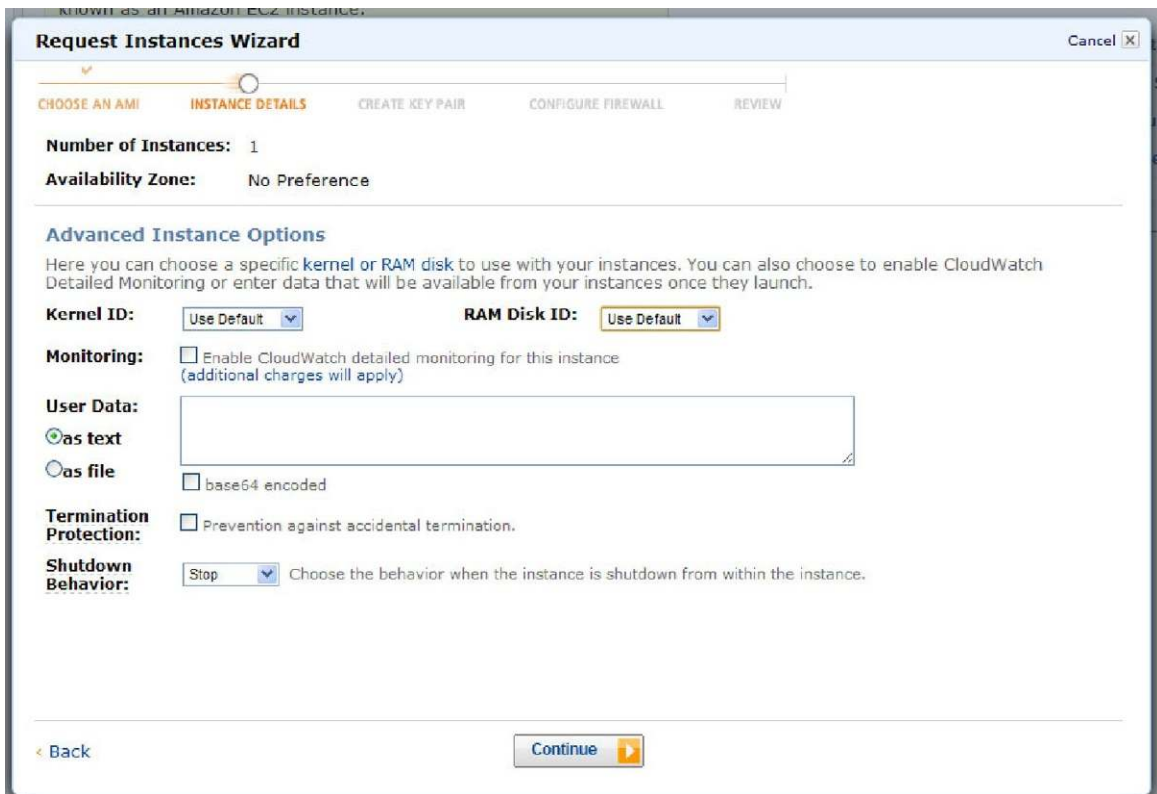 known as an Amazon EC2 instance.
Request Instances Wizard
Cancel
CHOOSE AN AMI INSTANCE DETAILS CREATE KEY PAIR CONFIGURE FIREWALL REVIEW
Number of Instances: 1
Availability Zone: No Preference
Advanced Instance Options
Here you can choose a specific kernel or RAM disk to use with your instances. You can also choose to enable CloudWatch
Detailed Monitoring or enter data that will be available from your instances once they launch.
Kernel ID: Use Default RAM Disk ID: Use Default
Monitoring: Enable CloudWatch detailed monitoring for this instance
(additional charges will apply)
User Data:
as text
as file
base64 encoded
Termination
Protection: Prevention against accidental termination.
Shutdown
Behavior: Stop Choose the behavior when the instance is shutdown from within the instance.
< Back Continue